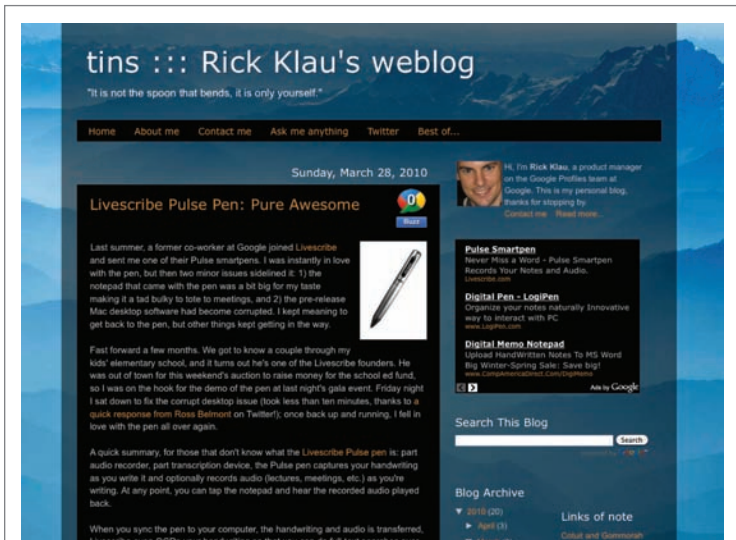 tins ::: Rick Klau's weblog
"It is not the spoon that bends, it is only yourself."
Home About me Contact me Ask me anything Twitter Best of...
Sunday, March 28, 2010
Livescribe Pulse Pen: Pure Awesome
0
Buzz
Last summer, a former co-worker at Google joined Livescribe
and sent me one of their Pulse smartpens. I was instantly in love
with the pen, but then two minor issues sidelined it: 1) the
notepad that came with the pen was a bit big for my taste
making it a tad bulky to tote to meetings, and 2) the pre-release
Mac desktop software had become corrupted. I kept meaning to
get back to the pen, but other things kept getting in the way.
Fast forward a few months. We got to know a couple through my
kids' elementary school, and it turns out he's one of the Livescribe founders. He
was out of town for this weekend's auction to raise money for the school ed fund,
so I was on the hook for the demo of the pen at last night's gala event. Friday night
I sat down to fix the corrupt desktop issue (took less than ten minutes, thanks to a
quick response from Ross Belmont on Twitter!); once back up and running, I fell in
love with the pen all over again.
A quick summary, for those that don't know what the Livescribe Pulse pen is: part
audio recorder, part transcription device, the Pulse pen captures your handwriting
as you write it and optionally records audio (lectures, meetings, etc.) as you're
writing. At any point, you can tap the notepad and hear the recorded audio played
back.
When you sync the pen to your computer, the handwriting and audio is transferred,
Hi, I'm Rick Klau, a product manager
on the Google Profiles team at
Google. This is my personal blog,
thanks for stopping by.
Contact me Read more...
Pulse Smartpen
Never Miss a Word - Pulse Smartpen
Records Your Notes and Audio.
Livescribe.com
Digital Pen - LogiPen
Organize your notes naturally Innovative
way to interact with PC
www.LogiPen.com
Digital Memo Notepad
Upload HandWritten Notes To MS Word
Big Winter-Spring Sale: Save big!
www.CompAmericaDirect.Com/DigiMemo
Ads by Google
Search This Blog
Search
Blog Archive
▼ 2010 (20)
► April (3)
Links of note
Cotuit and Gommorah